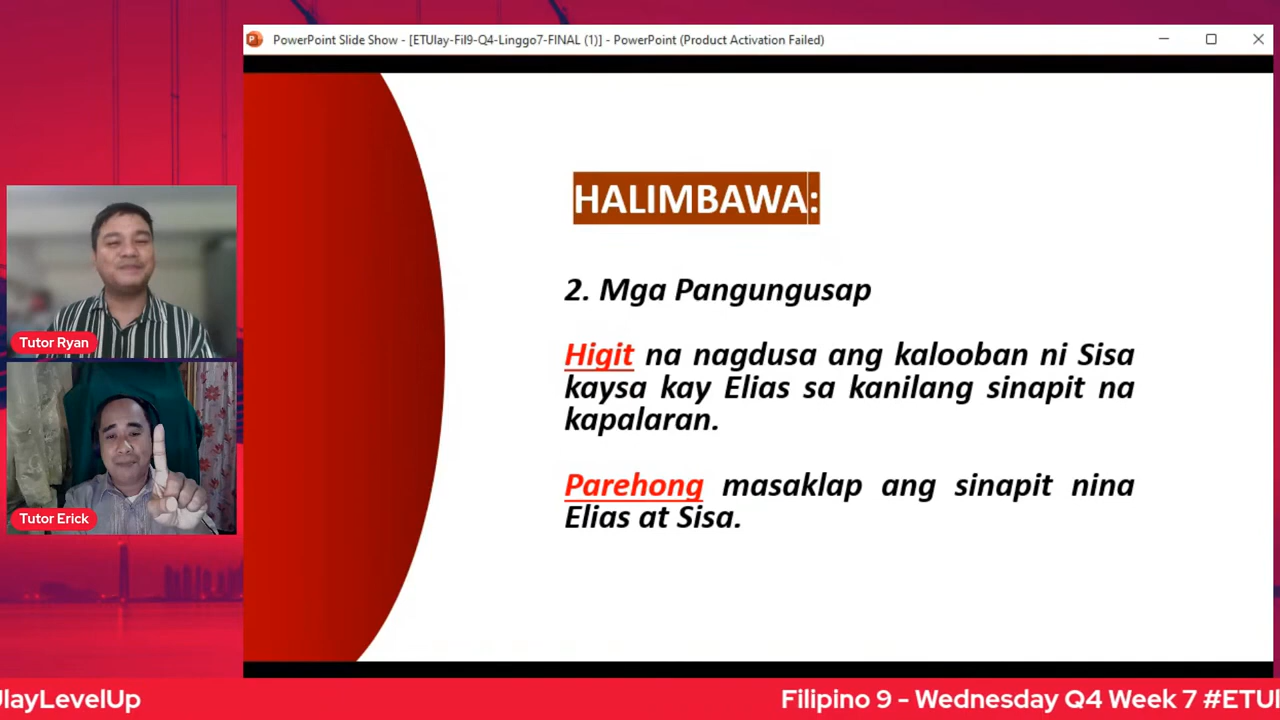 PowerPoint Slide Show - [ETUlay-Fil9-Q4-Linggo7-FINAL (1)] - PowerPoint (Product Activation Failed)
HALIMBAWA:
2. Mga Pangungusap
Higit na nagdusa ang kalooban ni Sisa
kaysa kay Elias sa kanilang sinapit na
kapalaran.
Parehong masaklap ang sinapit nina
Elias at Sisa.
Tutor Ryan
Tutor Erick
UlayLevelUp
Filipino 9 - Wednesday Q4 Week 7 #ETUl